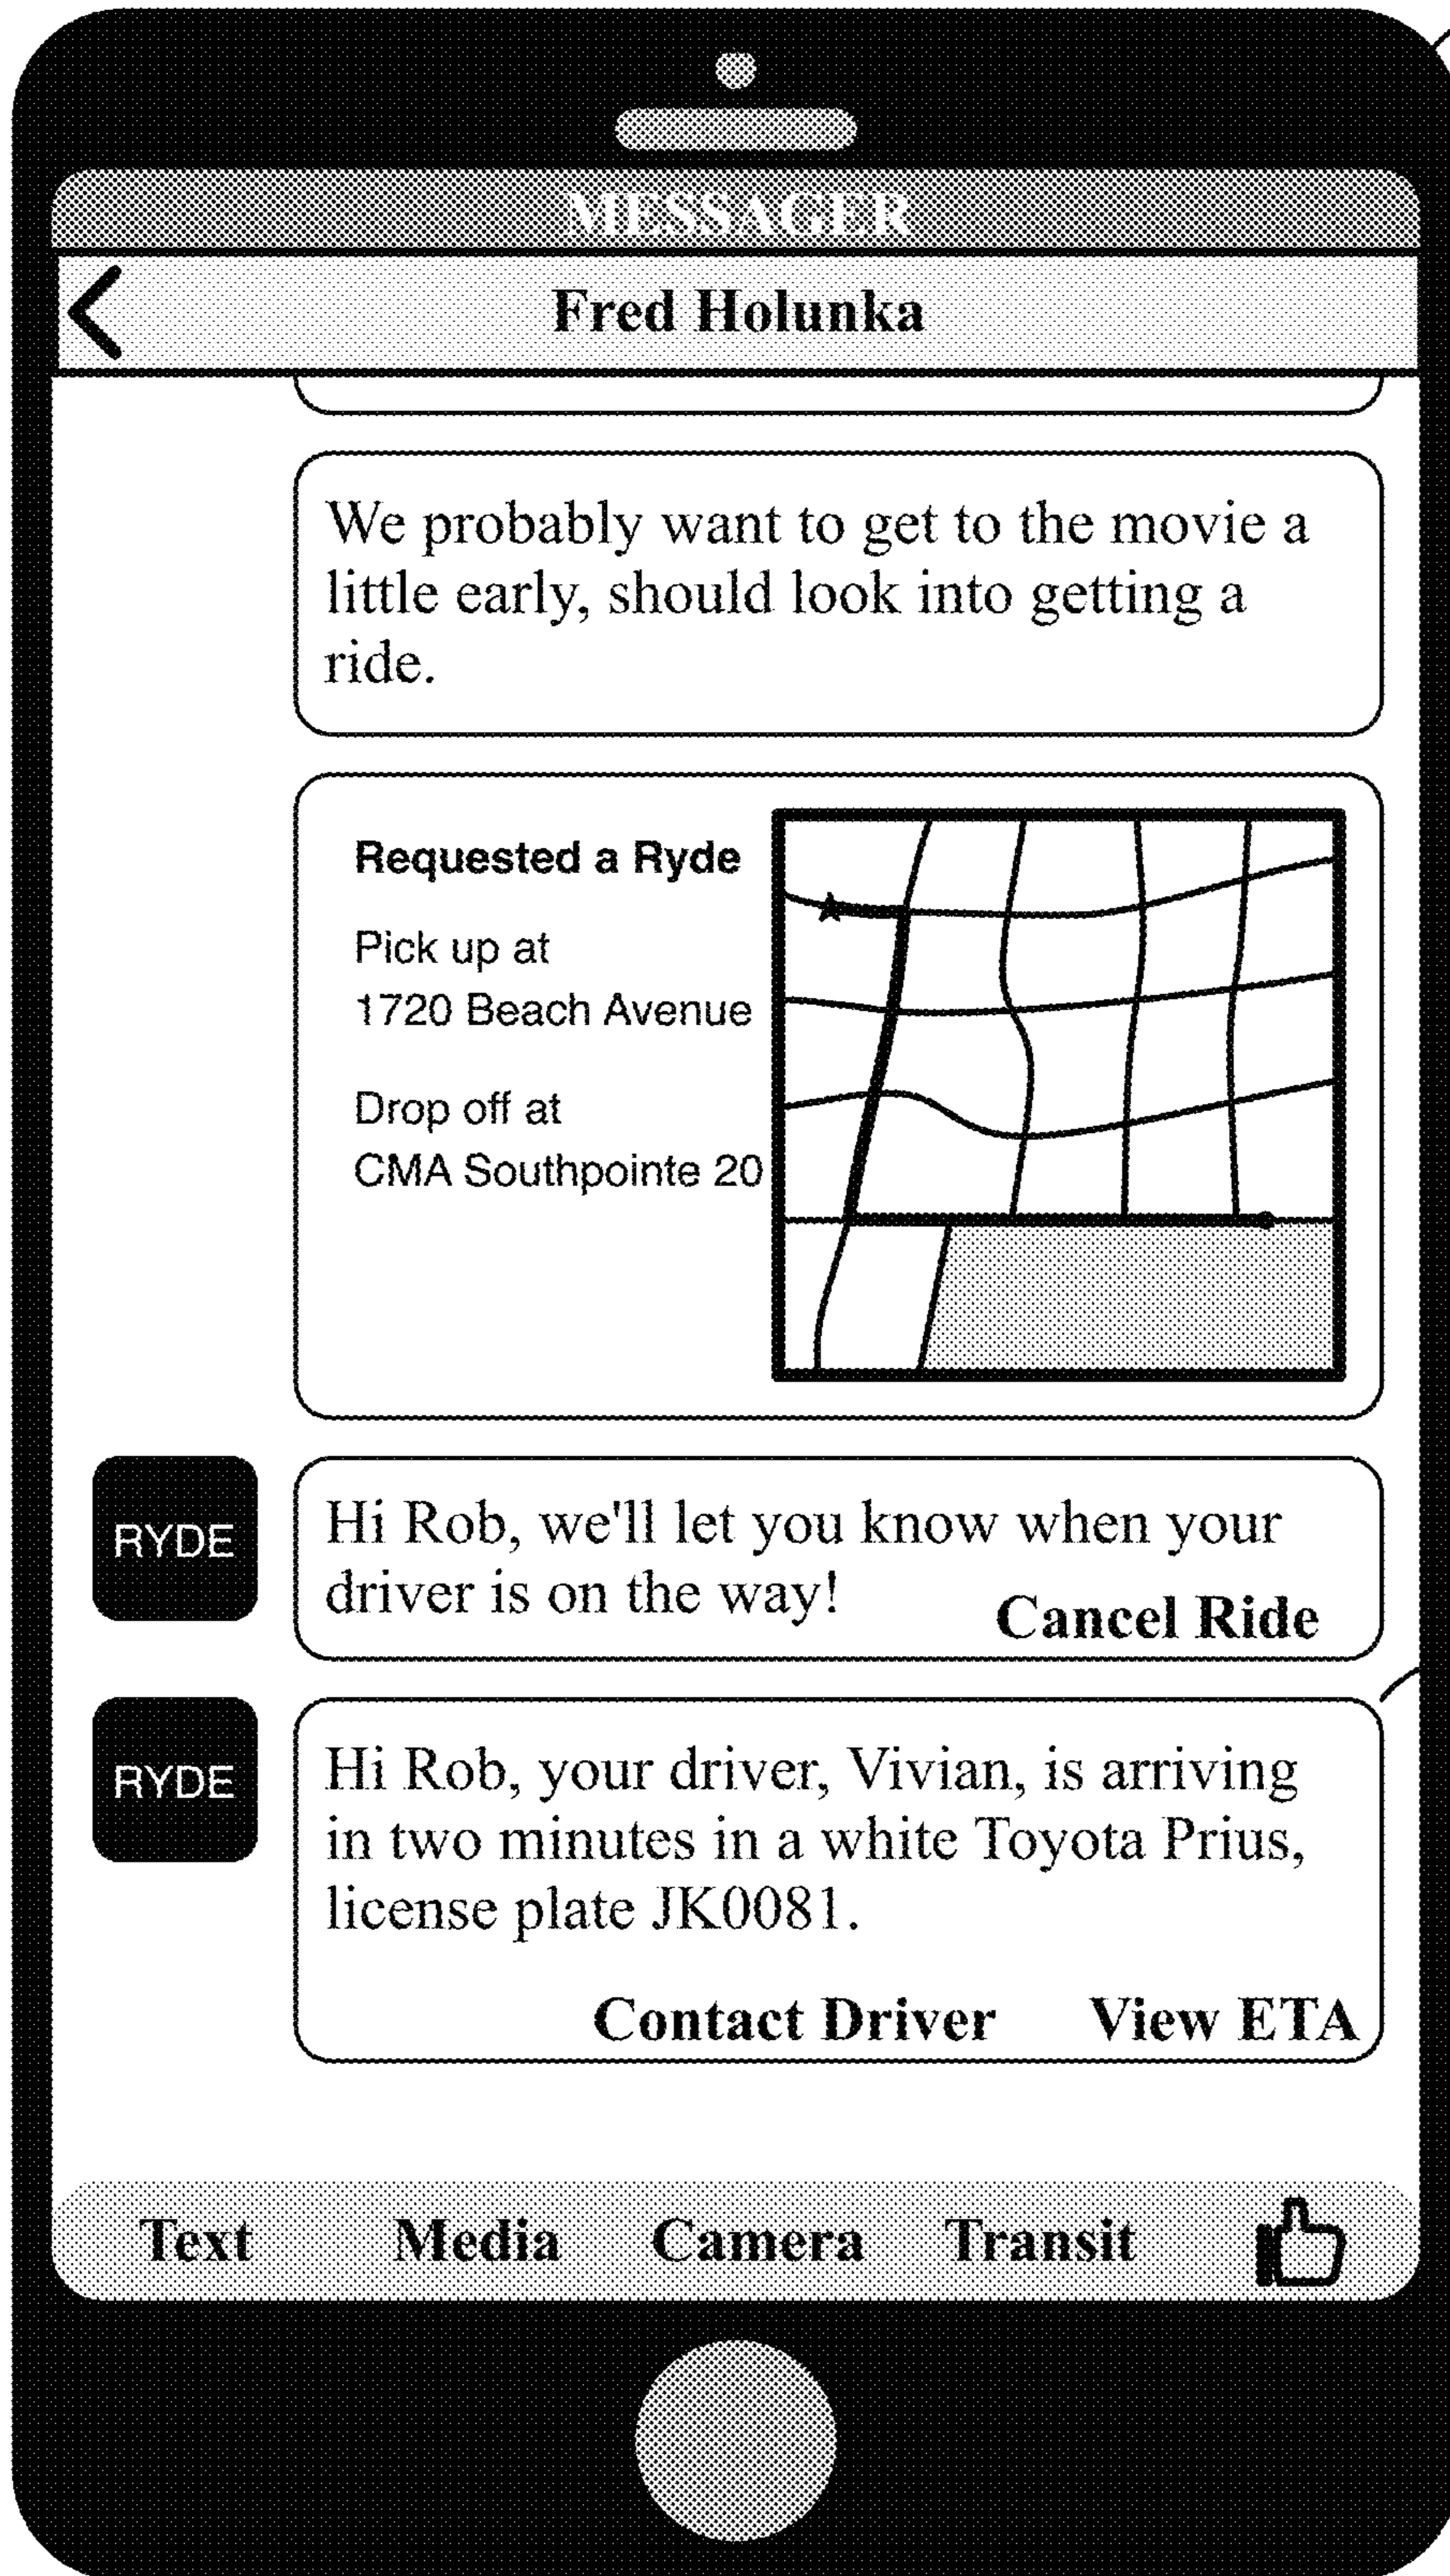 MESSAGER
Fred Holunka
We probably want to get to the movie a
little early, should look into getting a
ride.
Requested a Ryde
Pick up at
1720 Beach Avenue
Drop off at
CMA Southpointe 20
RYDE
Hi Rob, we'll let you know when your
driver is on the way!
Cancel Ride
RYDE
Hi Rob, your driver, Vivian, is arriving
in two minutes in a white Toyota Prius,
license plate JK0081.
Contact Driver View ETA
Text Media Camera Transit